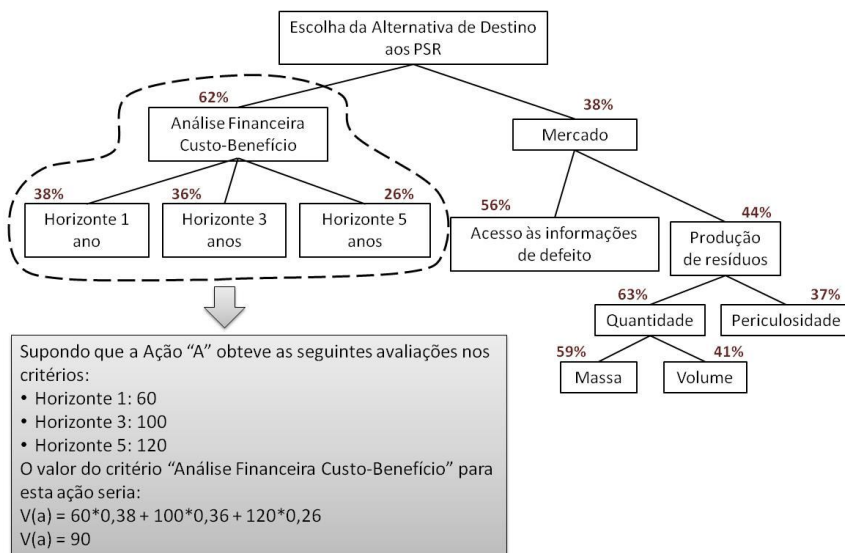 Escolha da Alternativa de Destino
aos PSR
62%
38%
Análise Financeira
Custo-Benefício
Mercado
38%
36%
26%
Horizonte 1
ano
Horizonte 3
anos
Horizonte 5
anos
56%
44%
Acesso às informações
de defeito
Produção
de resíduos
63%
37%
Quantidade
Periculosidade
59%
41%
Massa
Volume
Supondo que a Ação “A” obteve as seguintes avaliações nos
critérios:
• Horizonte 1: 60
• Horizonte 3: 100
• Horizonte 5: 120
O valor do critério “Análise Financeira Custo-Benefício” para
esta ação seria:
V(a) = 60*0,38 + 100*0,36 + 120*0,26
V(a) = 90